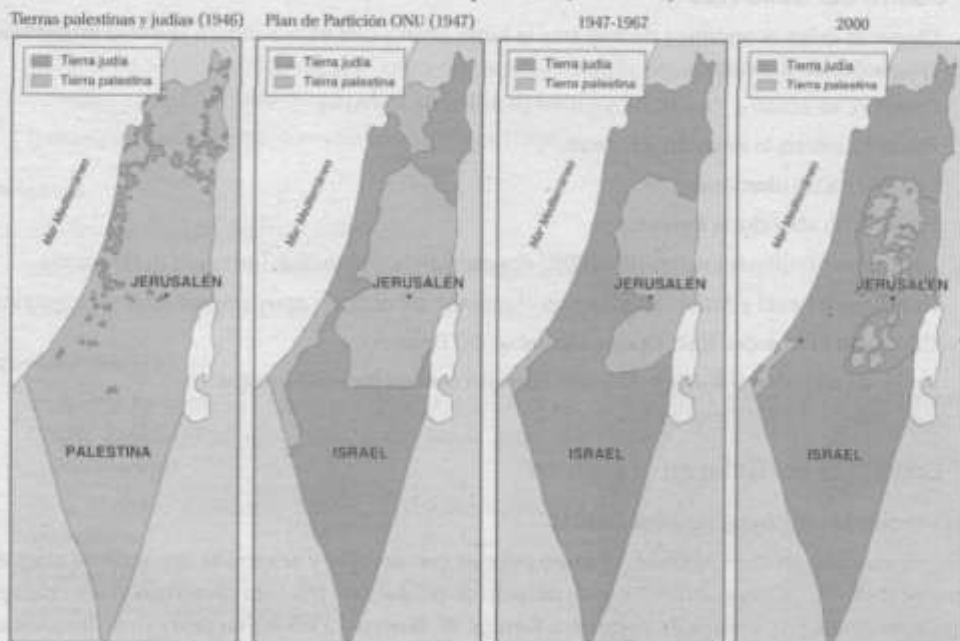 Tierras palestinas y judías (1946)
Plan de Partición ONU (1947)
1947-1967
2000
Tierra judía
Tierra palestina
Tierra judía
Tierra palestina
Tierra judía
Tierra palestina
Tierra judía
Tierra palestina
Mar Mediterráneo
Mar Mediterráneo
Mar Mediterráneo
Mar Mediterráneo
JERUSALÉN
JERUSALÉN
JERUSALÉN
JERUSALÉN
PALESTINA
ISRAEL
ISRAEL
ISRAEL